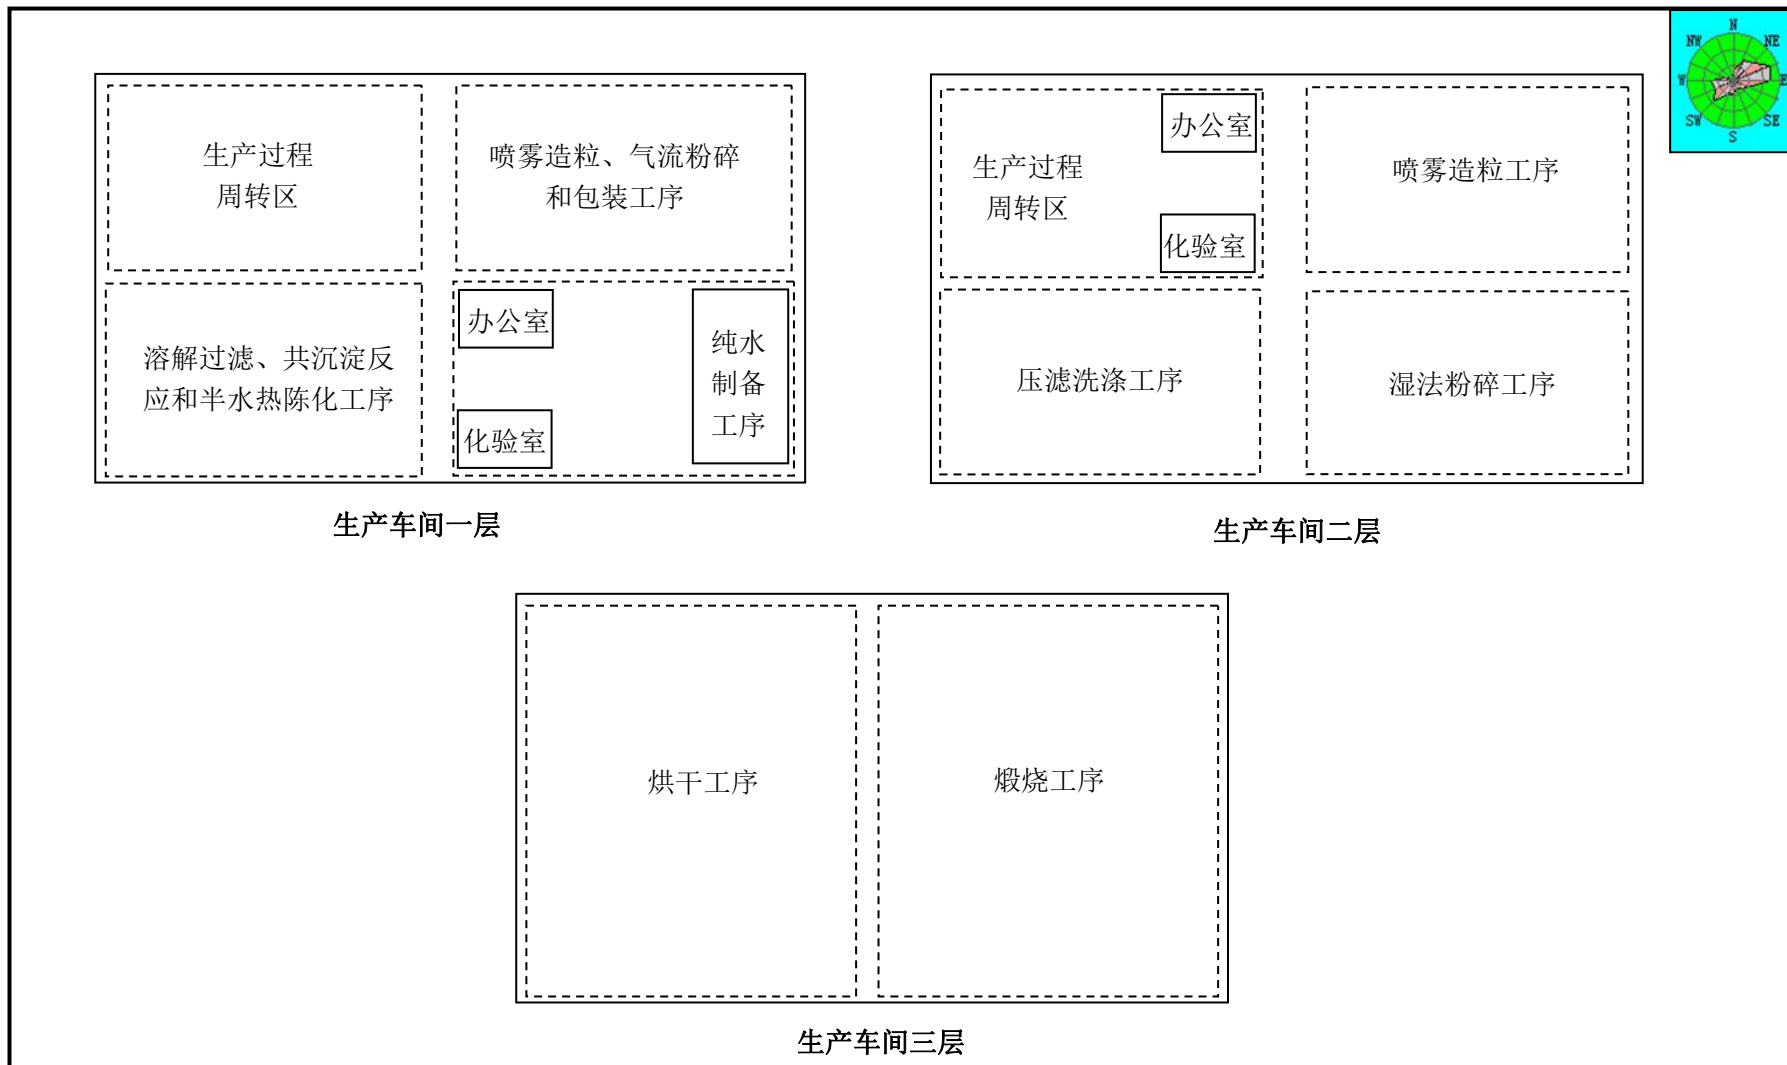 N
NW
NE
W
E
SW
SE
S
生产过程
周转区
喷雾造粒、气流粉碎
和包装工序
溶解过滤、共沉淀反
应和半水热陈化工序
办公室
化验室
纯水
制备
工序
生产车间一层
生产过程
周转区
办公室
化验室
喷雾造粒工序
压滤洗涤工序
湿法粉碎工序
生产车间二层
烘干工序
煅烧工序
生产车间三层